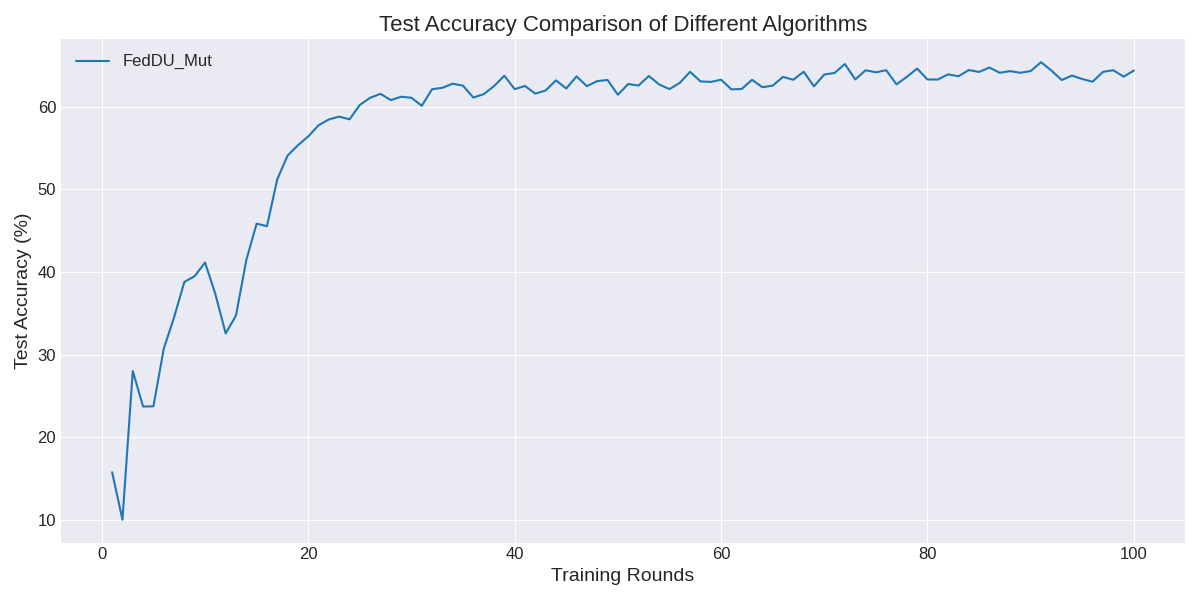 Test Accuracy Comparison of Different Algorithms
FedDU_Mut
Test Accuracy (%)
60
50
40
30
20
10
0 20 40 60 80 100
Training Rounds